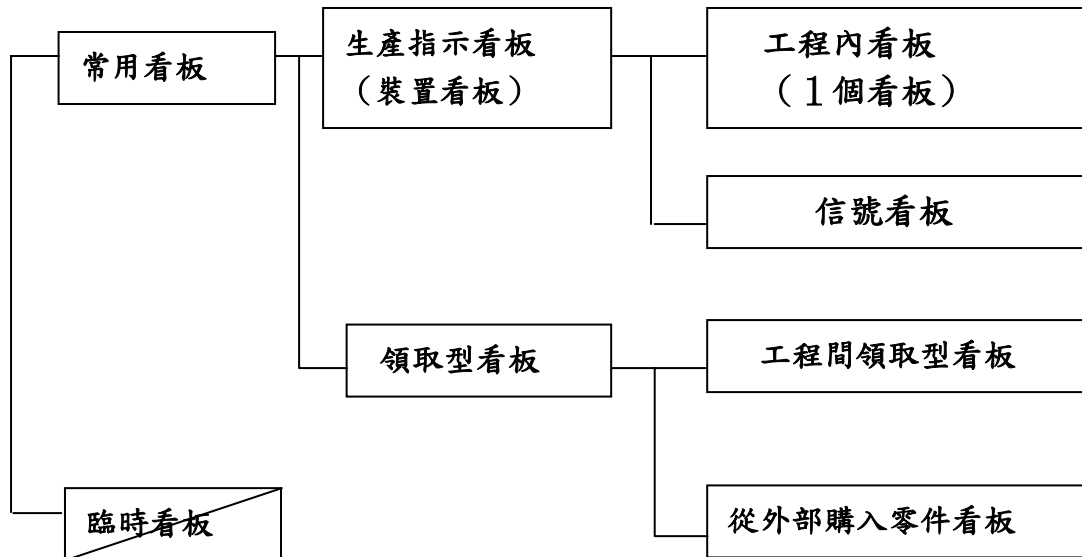 常用看板
生產指示看板
（裝置看板）
工程內看板
（１個看板）
信號看板
領取型看板
工程間領取型看板
臨時看板
從外部購入零件看板